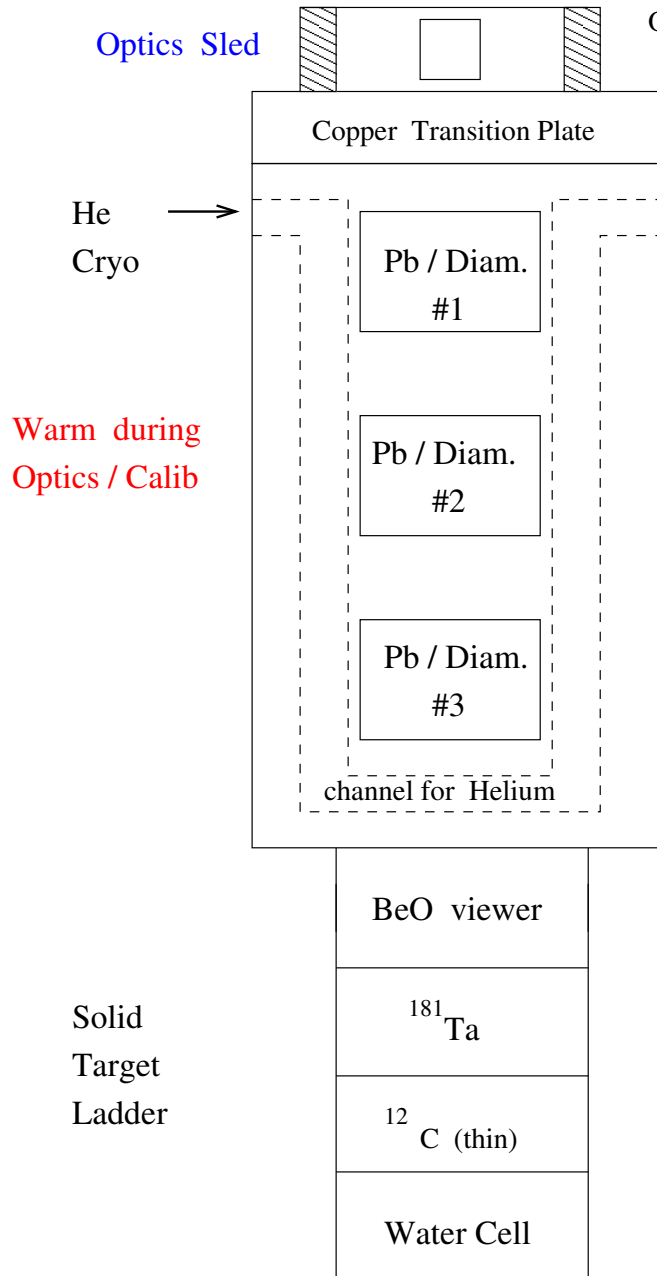 Optics Sled
Copper Transition Plate
He
Cryo
Pb / Diam.
#1
Warm during
Optics / Calib
Pb / Diam.
#2
Pb / Diam.
#3
channel for Helium
BeO viewer
181Ta
Solid
Target
Ladder
12 C (thin)
Water Cell